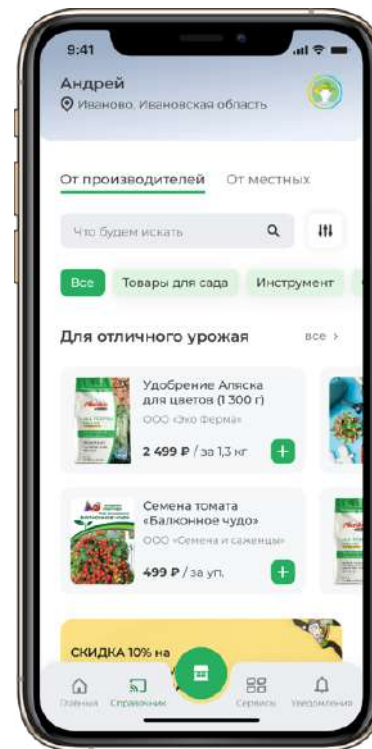 9:41
Андрей
Иваново, Ивановская область
От производителей От местных
Что будем искать
Все Товары для сада Инструмент
Для отличного урожая все >
Удобрение Аляска
для цветов (1 300 г)
ООО «Эко Ферма»
2 499 ₽ / за 1,3 кг
Семена томата
«Балконное чудо»
ООО «Семена и саженцы»
499 ₽ / за уп.
СКИДКА 10% на
Главная Справочник Сервисы Уведомления